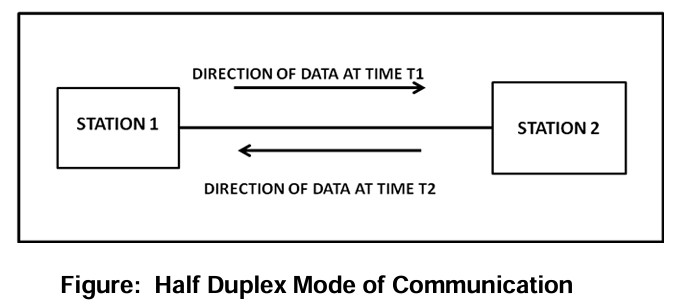 DIRECTION OF DATA AT TIME T1
STATION 1
STATION 2
DIRECTION OF DATA AT TIME T2
Figure: Half Duplex Mode of Communication